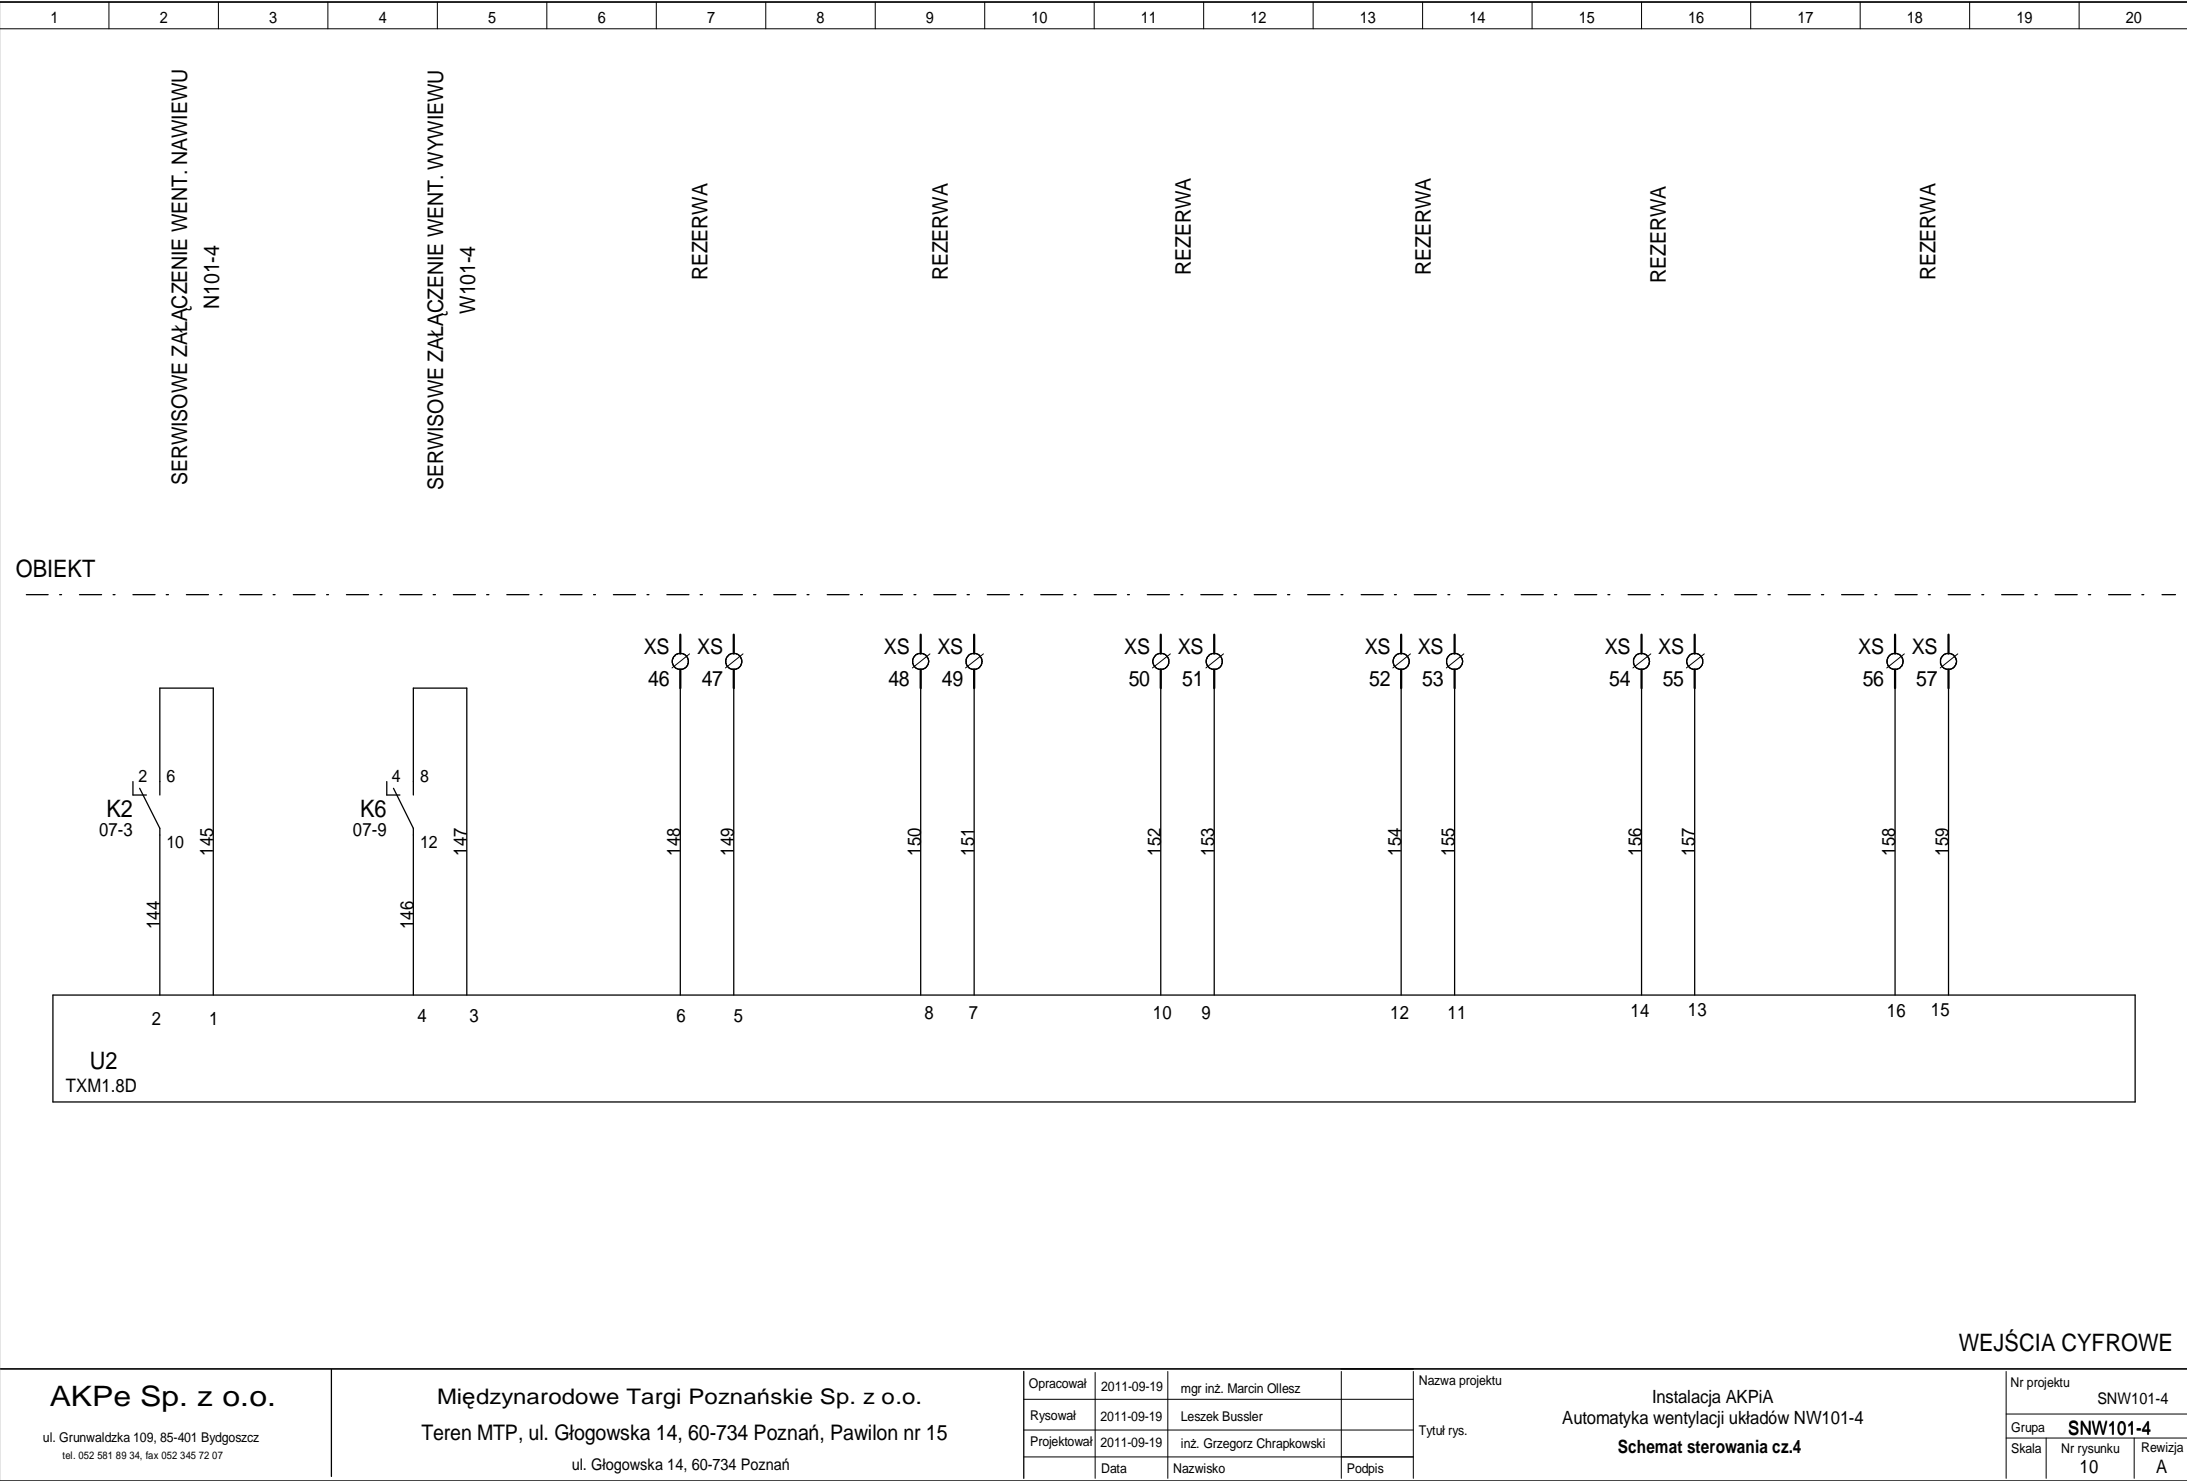 1 2 3 4 5 6 7 8 9 10 11 12 13 14 15 16 17 18 19 20
SERWISOWE ZAŁĄCZENIE WENT. NAWIEWU
N101-4
SERWISOWE ZAŁĄCZENIE WENT. WYWIEWU
W101-4
REZERWA
REZERWA
REZERWA
REZERWA
REZERWA
REZERWA
OBIEKT
XS XS XS XS XS XS XS XS XS XS XS XS
46 47 48 49 50 51 52 53 54 55 56 57
2 6 4 8
K2 K6
07-3 07-9
10 12
145 147 148 149 150 151 152 153 154 155 156 157 158 159
144 146
2 1 4 3 6 5 8 7 10 9 12 11 14 13 16 15
U2
TXM1.8D
WEJŚCIA CYFROWE
AKPe Sp. z o.o.
ul. Grunwaldzka 109, 85-401 Bydgoszcz
tel. 052 581 89 34, fax 052 345 72 07
Międzynarodowe Targi Poznańskie Sp. z o.o.
Teren MTP, ul. Głogowska 14, 60-734 Poznań, Pawilon nr 15
ul. Głogowska 14, 60-734 Poznań
Opracował 2011-09-19 mgr inż. Marcin Ollesz
Rysował 2011-09-19 Leszek Bussler
Projektował 2011-09-19 inż. Grzegorz Chrapkowski
Data Nazwisko Podpis
Nazwa projektu
Instalacja AKPiA
Automatyka wentylacji układów NW101-4
Tytuł rys.
Schemat sterowania cz.4
Nr projektu
SNW101-4
Grupa SNW101-4
Skala Nr rysunku Rewizja
10 A